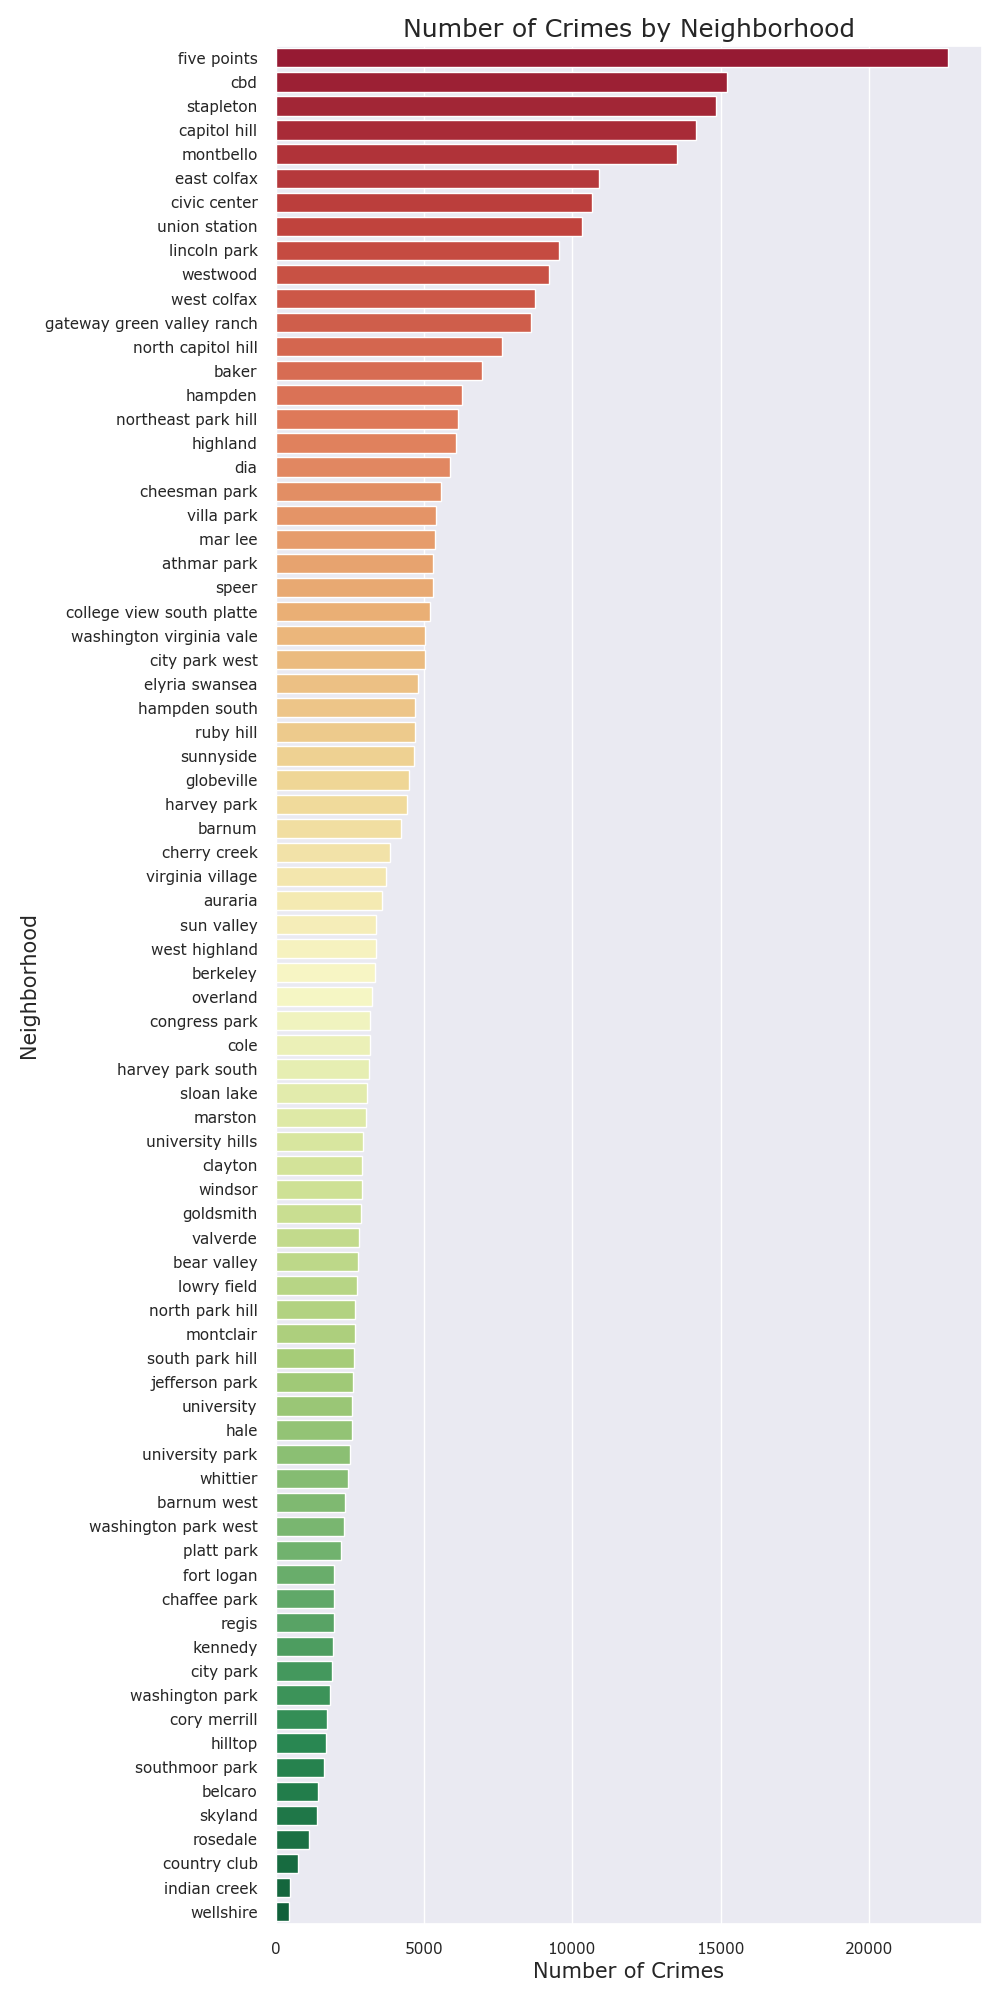 Number of Crimes by Neighborhood
five points
cbd
stapleton
capitol hill
montbello
east colfax
civic center
union station
lincoln park
westwood
west colfax
gateway green valley ranch
north capitol hill
baker
hampden
northeast park hill
highland
dia
cheesman park
villa park
mar lee
athmar park
speer
college view south platte
washington virginia vale
city park west
elyria swansea
hampden south
ruby hill
sunnyside
globeville
harvey park
barnum
cherry creek
virginia village
auraria
sun valley
west highland
berkeley
overland
congress park
cole
harvey park south
sloan lake
marston
university hills
clayton
windsor
goldsmith
valverde
bear valley
lowry field
north park hill
montclair
south park hill
jefferson park
university
hale
university park
whittier
barnum west
washington park west
platt park
fort logan
chaffee park
regis
kennedy
city park
washington park
cory merrill
hilltop
southmoor park
belcaro
skyland
rosedale
country club
indian creek
wellshire
Neighborhood
0 5000 10000 15000 20000
Number of Crimes